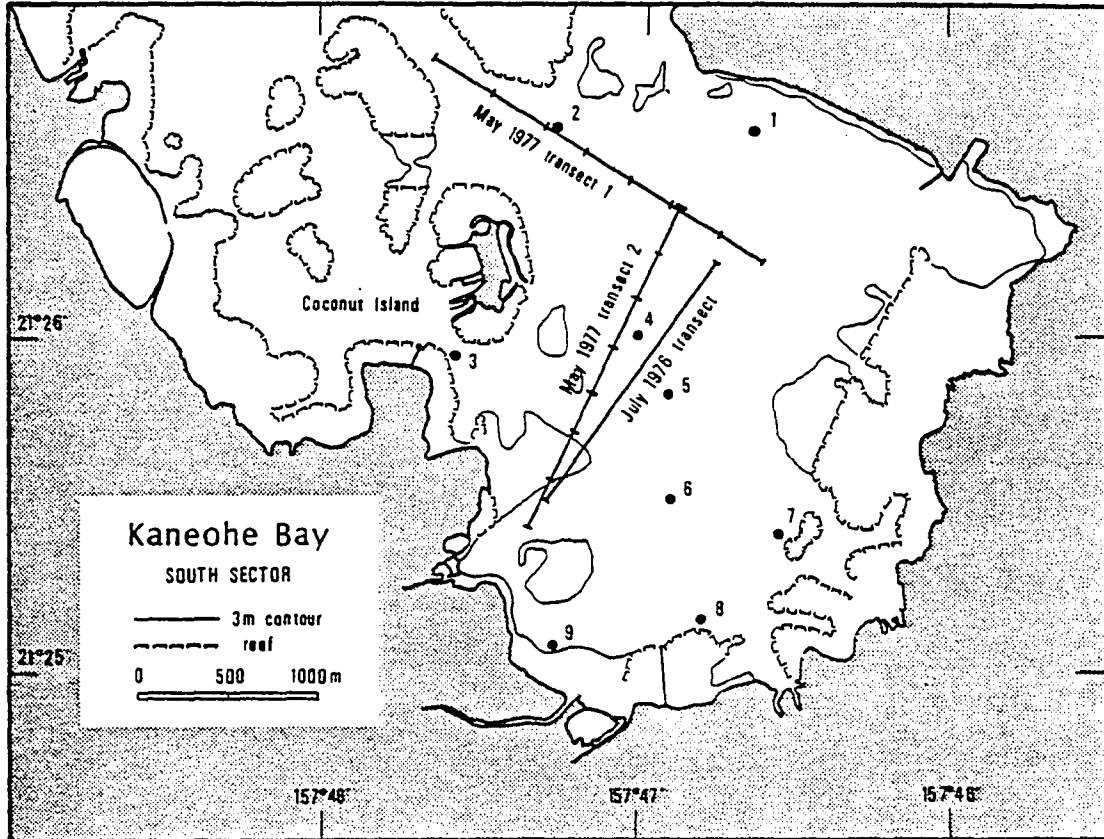 2
1
May 1977 transect 1
May 1977 transect 2
July 1976 transect
Coconut Island
21°26'
3
4
5
6
7
8
9
Kaneohe Bay
SOUTH SECTOR
3m contour
reef
0 500 1000m
21°25'
157°48' 157°47' 157°46'